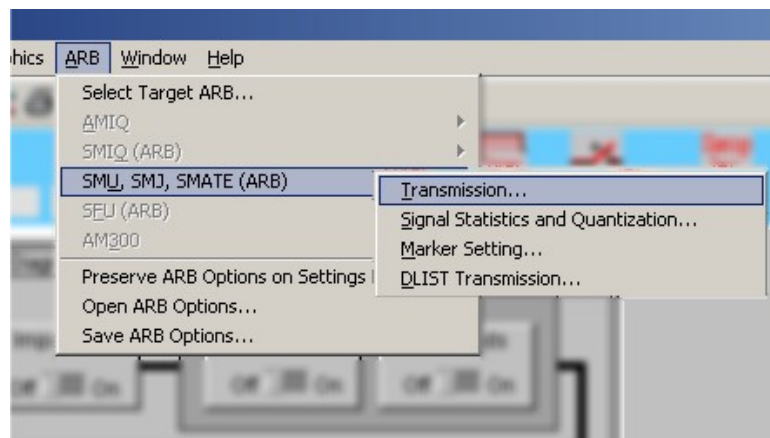 ARB Window Help
Select Target ARB...
AMIQ
SMIQ (ARB)
SMU, SMJ, SMATE (ARB)
SFU (ARB)
AM300
Preserve ARB Options on Settings
Open ARB Options...
Save ARB Options...
Transmission...
Signal Statistics and Quantization...
Marker Setting...
DLIST Transmission...
Off On
Off On
Off On